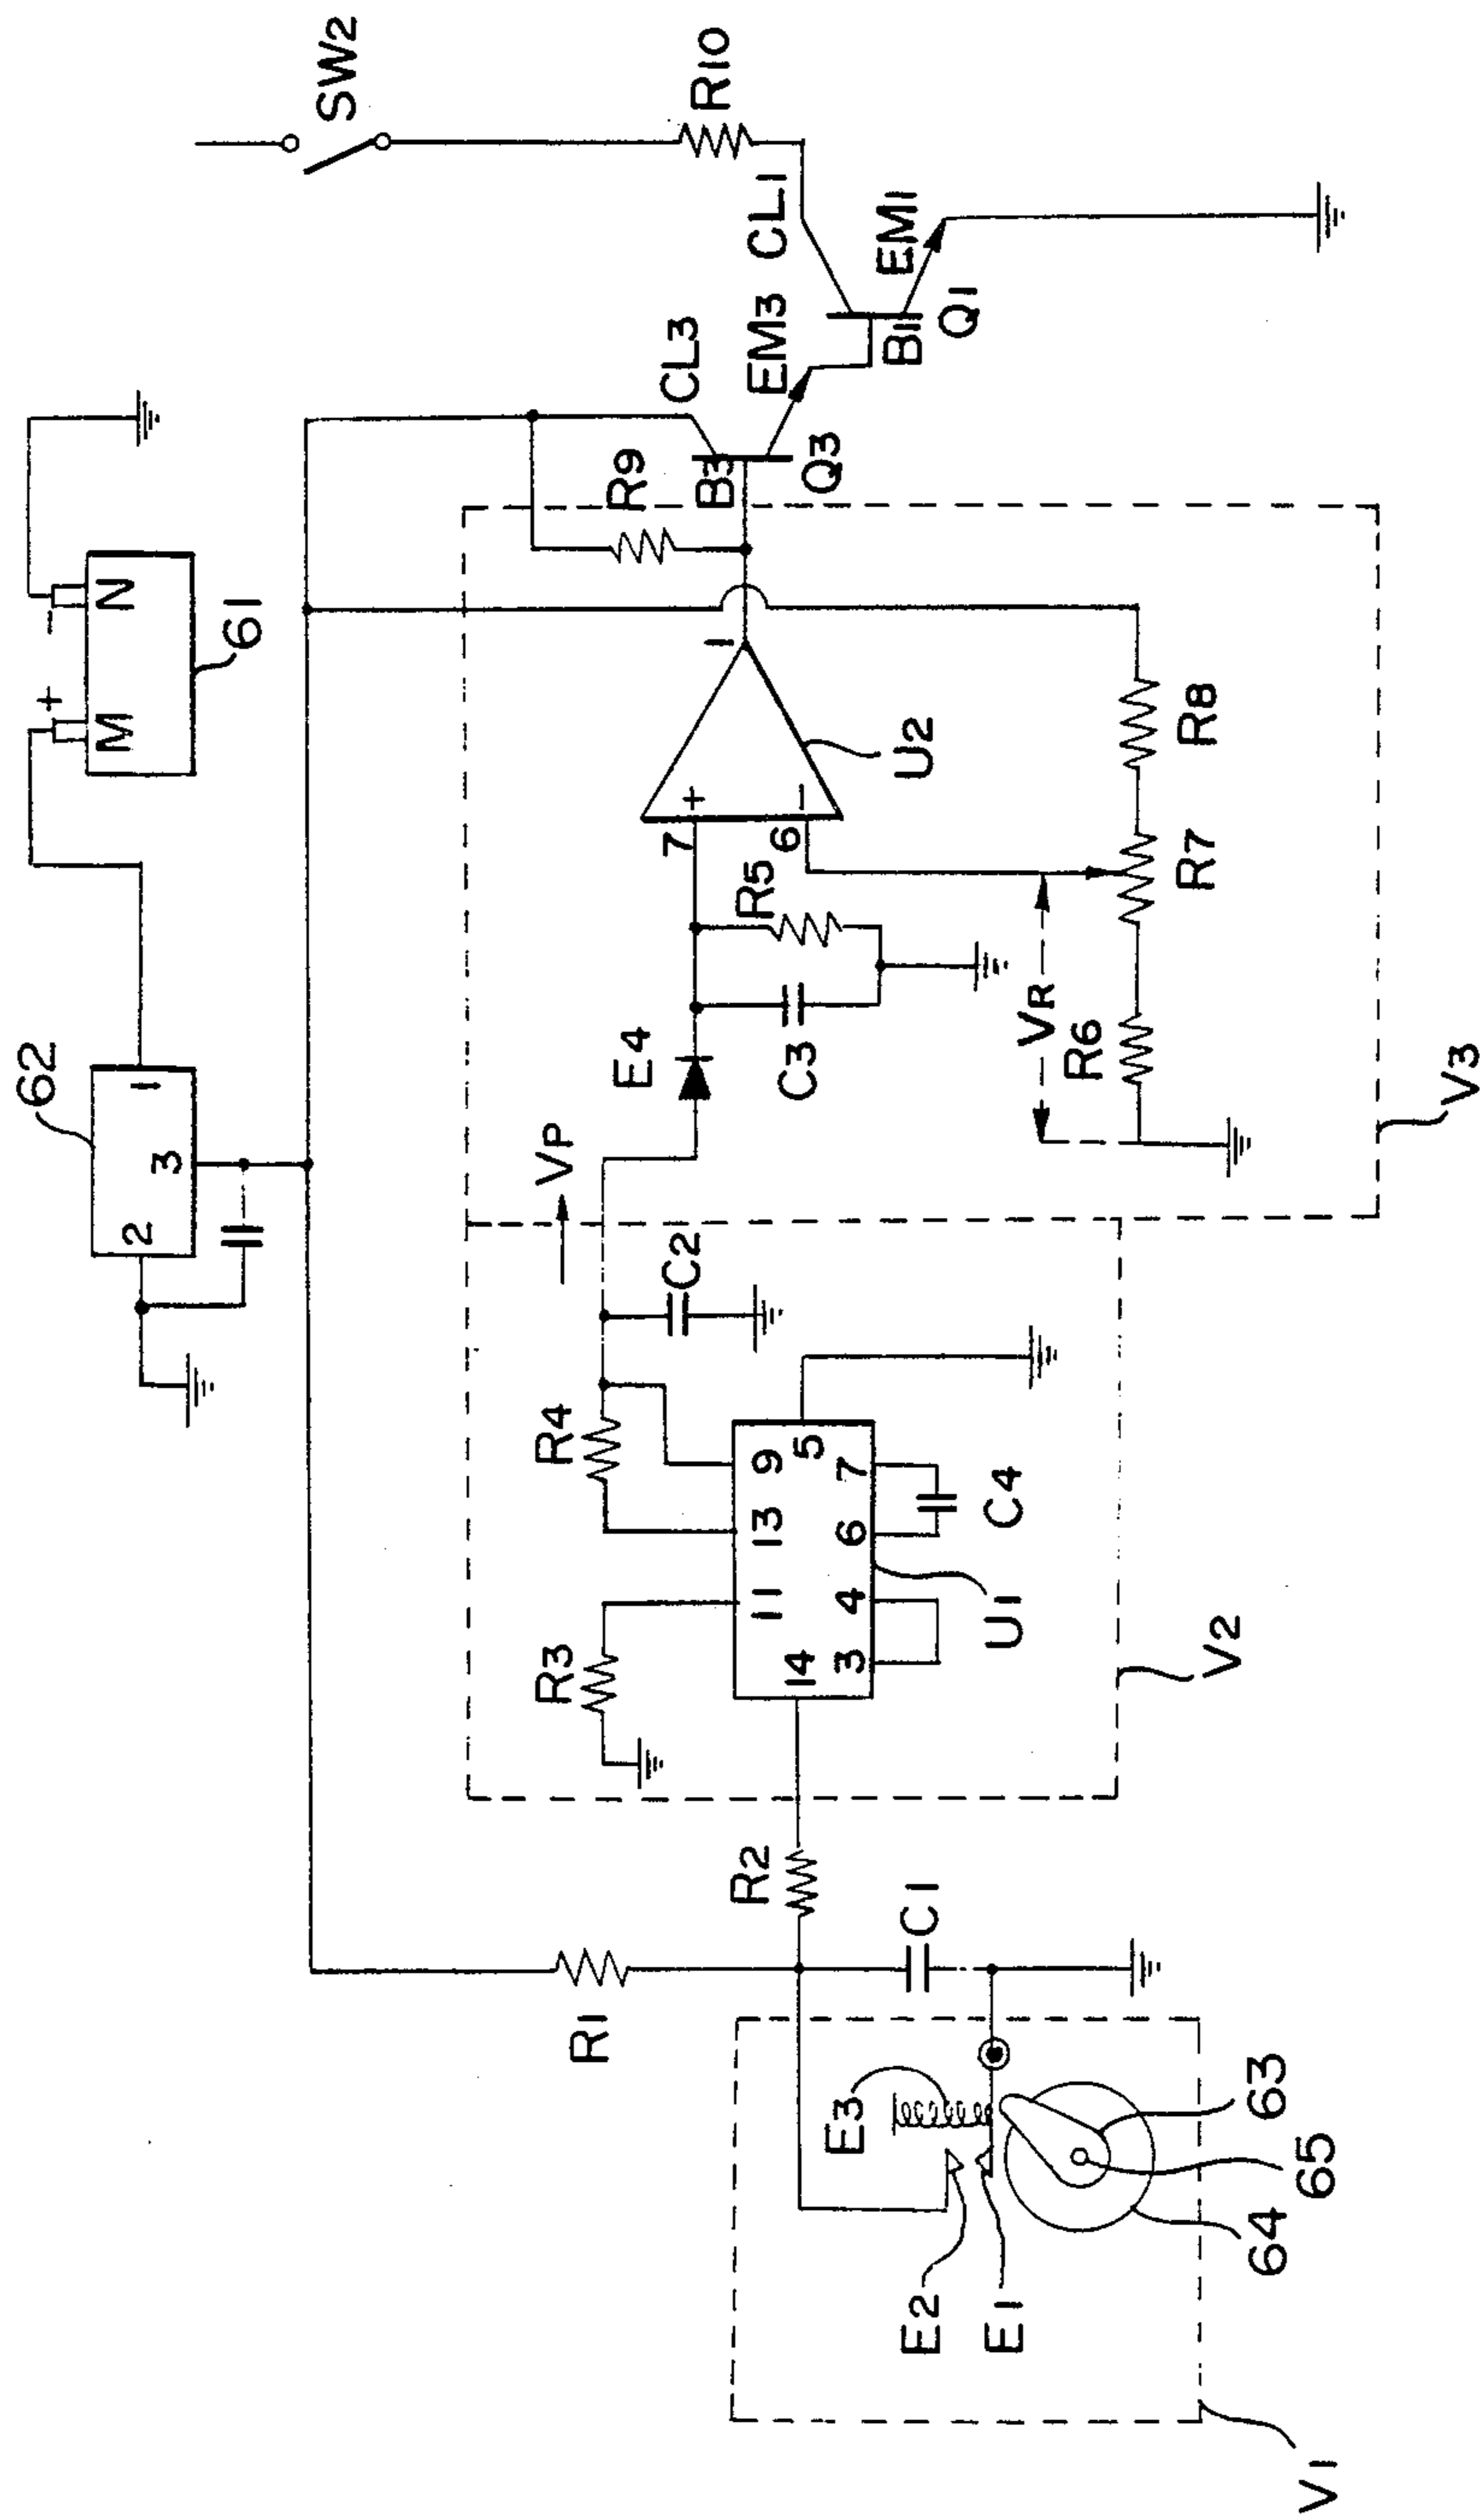 62
2
3
1
+
-
M
N
61
SW2
R10
CL1
EM1
B1
Q1
CL3
EM3
B3
Q3
R9
1
U2
+
-
7
6
R5
C3
E4
VP
VR
R6
R7
R8
V3
C2
R4
R3
9
5
13
11
14
7
6
4
3
C4
U1
V2
R2
R1
C1
E3
E2
E1
63
65
64
V1